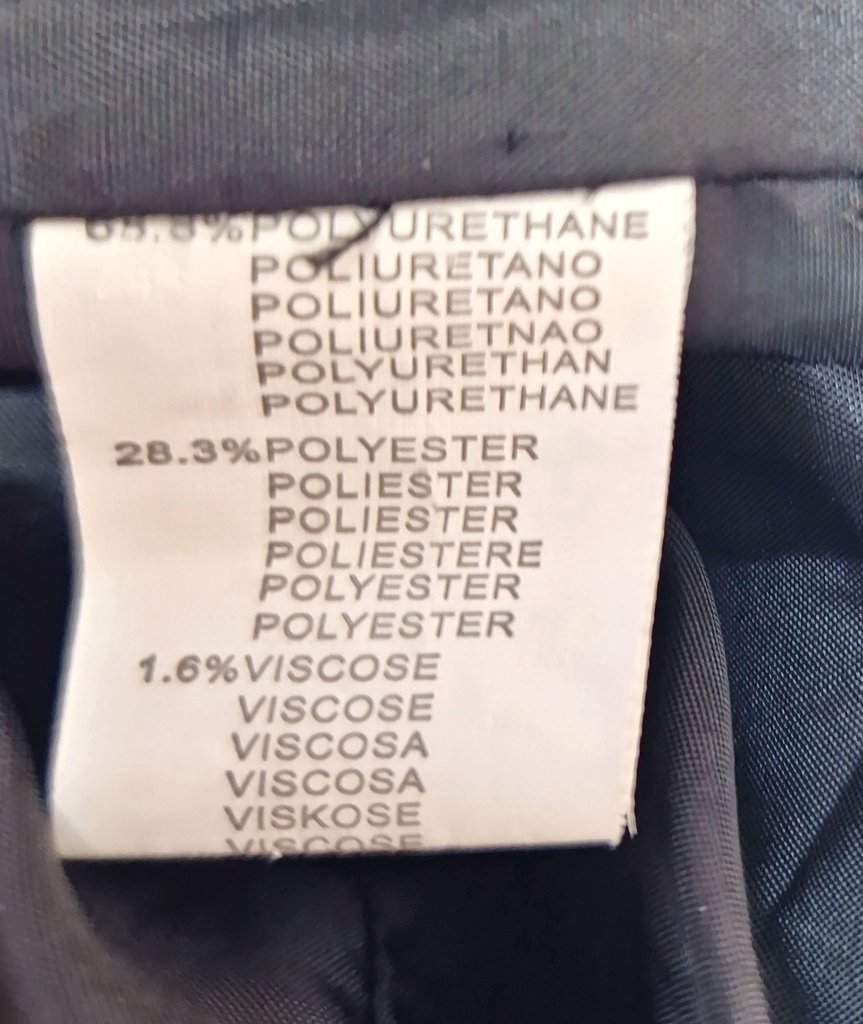 POLYURETHANE
POLIURETANO
POLIURETANO
POLIURETNAO
POLYURETHAN
POLYURETHANE
28.3%POLYESTER
POLIESTER
POLIESTER
POLIESTERE
POLYESTER
POLYESTER
1.6%VISCOSE
VISCOSE
VISCOSA
VISCOSA
VISKOSE
VISCOSE